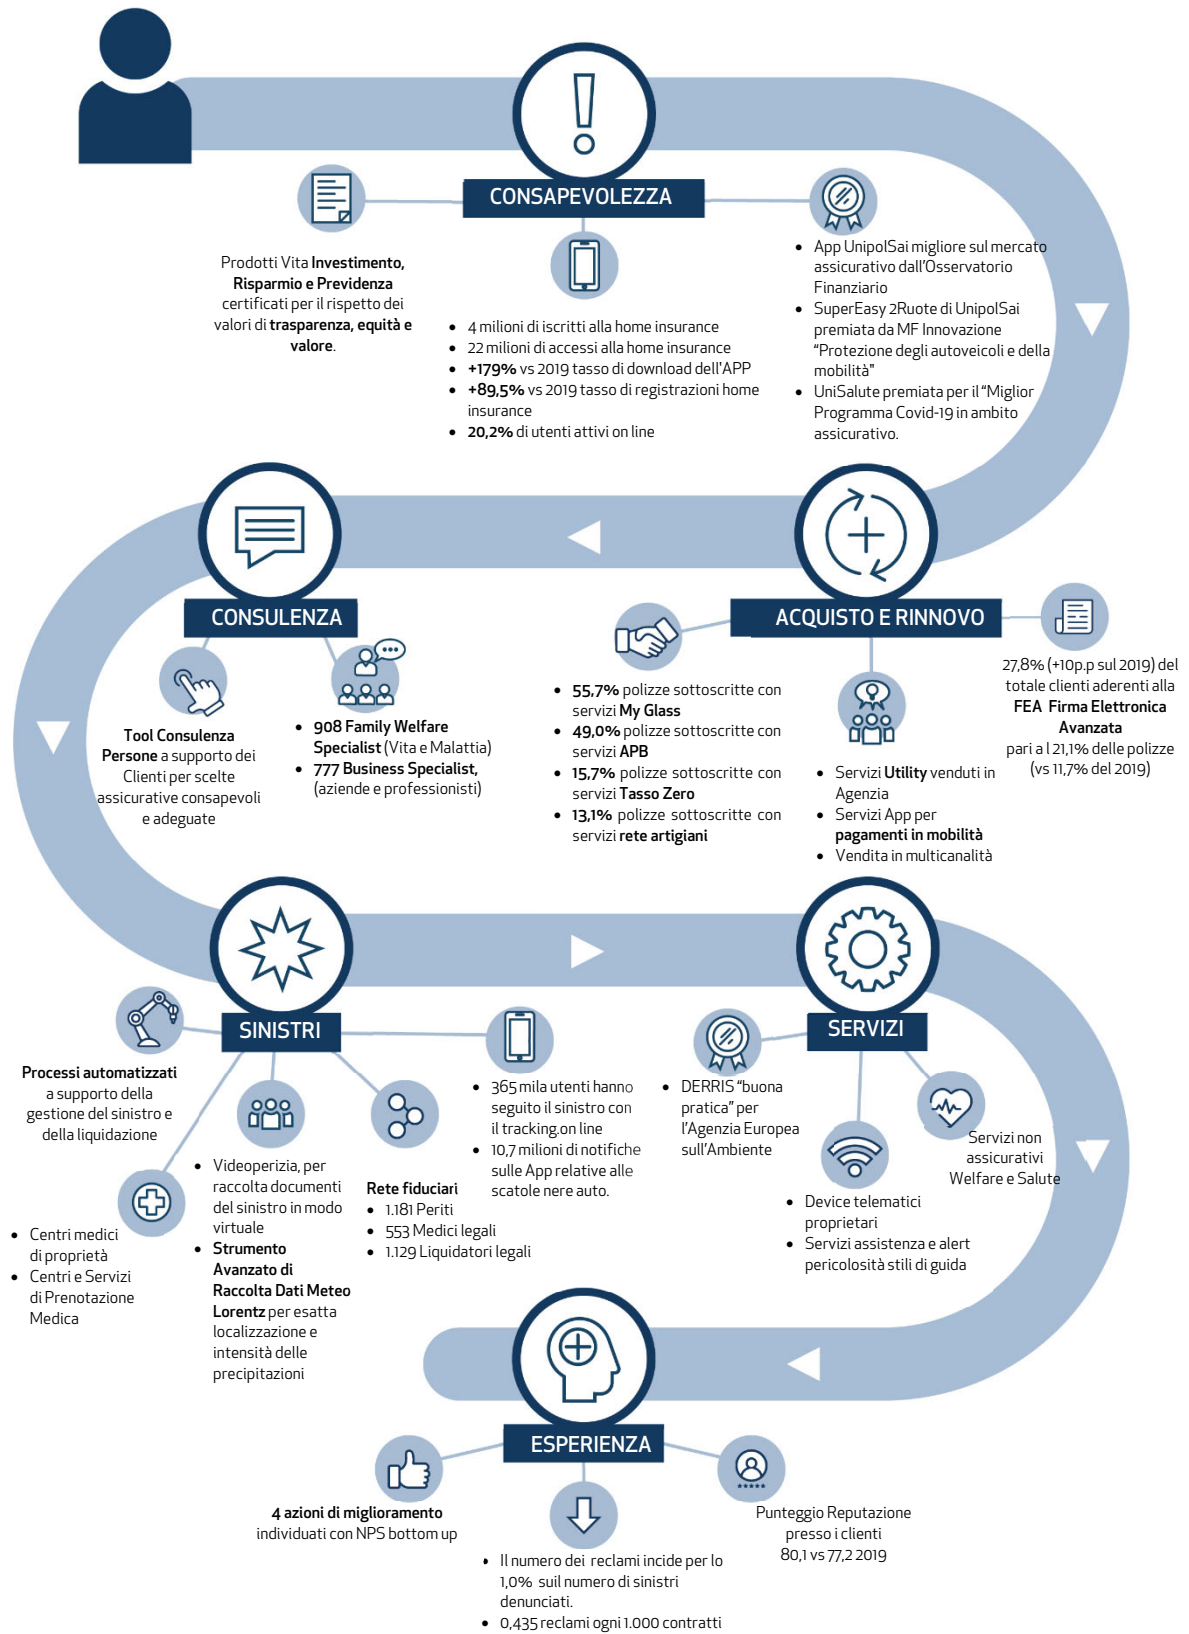 CONSAPEVOLEZZA
Prodotti Vita Investimento,
Risparmio e Previdenza
certificati per il rispetto dei
valori di trasparenza, equità e
valore.
• 4 milioni di iscritti alla home insurance
• 22 milioni di accessi alla home insurance
• +179% vs 2019 tasso di download dell'APP
• +89,5% vs 2019 tasso di registrazioni home
insurance
• 20,2% di utenti attivi on line
• App UnipolSai migliore sul mercato
assicurativo dall'Osservatorio
Finanziario
• SuperEasy 2Ruote di UnipolSai
premiata da MF Innovazione
"Protezione degli autoveicoli e della
mobilità"
• UniSalute premiata per il "Miglior
Programma Covid-19 in ambito
assicurativo.
ACQUISTO E RINNOVO
• 55,7% polizze sottoscritte con
servizi My Glass
• 49,0% polizze sottoscritte con
servizi APB
• 15,7% polizze sottoscritte con
servizi Tasso Zero
• 13,1% polizze sottoscritte con
servizi rete artigiani
• Servizi Utility venduti in
Agenzia
• Servizi App per
pagamenti in mobilità
• Vendita in multicanalità
27,8% (+10p.p sul 2019) del
totale clienti aderenti alla
FEA Firma Elettronica
Avanzata
pari a l 21,1% delle polizze
(vs 11,7% del 2019)
CONSULENZA
Tool Consulenza
Persone a supporto dei
Clienti per scelte
assicurative consapevoli
e adeguate
• 908 Family Welfare
Specialist (Vita e Malattia)
• 777 Business Specialist,
(aziende e professionisti)
SINISTRI
Processi automatizzati
a supporto della
gestione del sinistro e
della liquidazione
• Centri medici
di proprietà
• Centri e Servizi
di Prenotazione
Medica
• Videoperizia, per
raccolta documenti
del sinistro in modo
virtuale
• Strumento
Avanzato di
Raccolta Dati Meteo
Lorentz per esatta
localizzazione e
intensità delle
precipitazioni
Rete fiduciari
• 1.181 Periti
• 553 Medici legali
• 1.129 Liquidatori legali
• 365 mila utenti hanno
seguito il sinistro con
il tracking.on line
• 10,7 milioni di notifiche
sulle App relative alle
scatole nere auto.
SERVIZI
• DERRIS "buona
pratica" per
l'Agenzia Europea
sull'Ambiente
• Device telematici
proprietari
• Servizi assistenza e alert
pericolosità stili di guida
Servizi non
assicurativi
Welfare e Salute
ESPERIENZA
4 azioni di miglioramento
individuati con NPS bottom up
• Il numero dei reclami incide per lo
1,0% suil numero di sinistri
denunciati.
• 0,435 reclami ogni 1.000 contratti
Punteggio Reputazione
presso i clienti
80,1 vs 77,2 2019